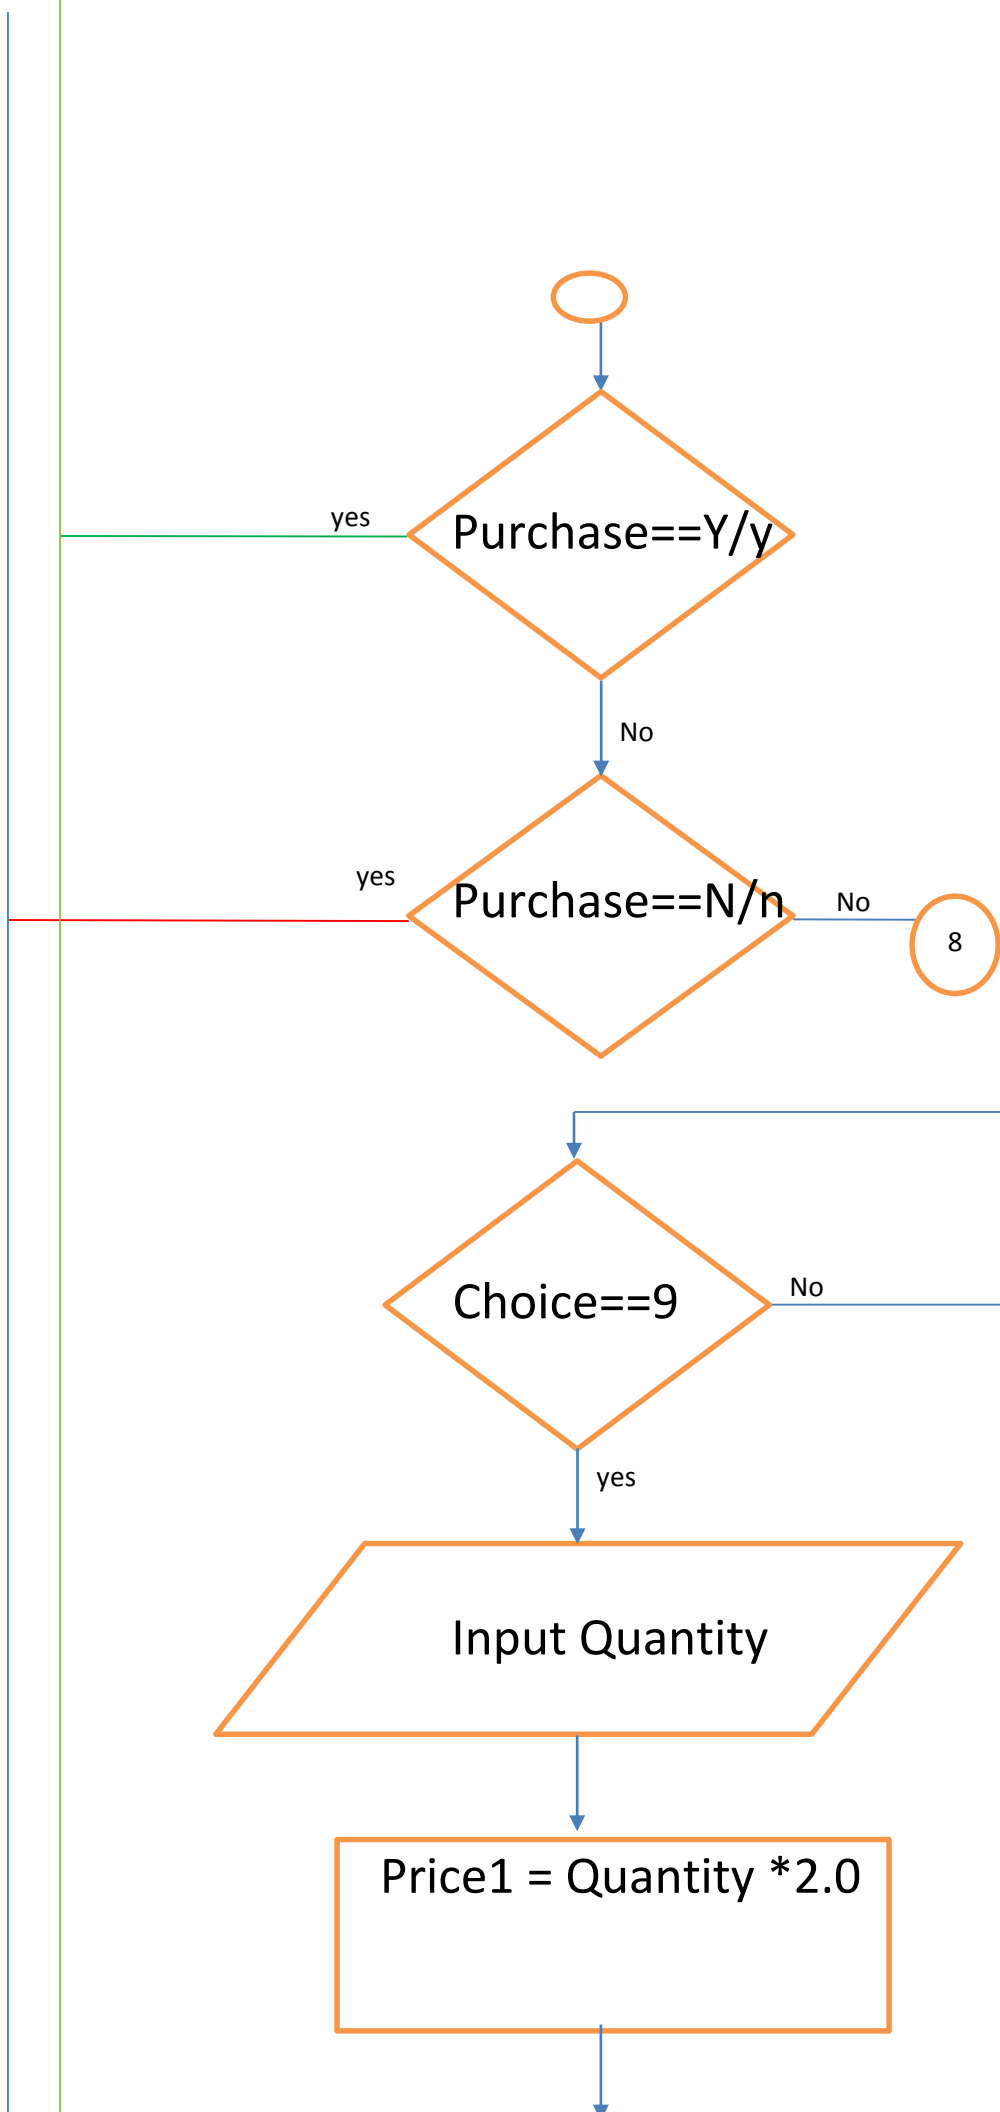 yes
Purchase==Y/y
No
yes
Purchase==N/n
No
8
Choice==9
No
yes
Input Quantity
Price1 = Quantity *2.0